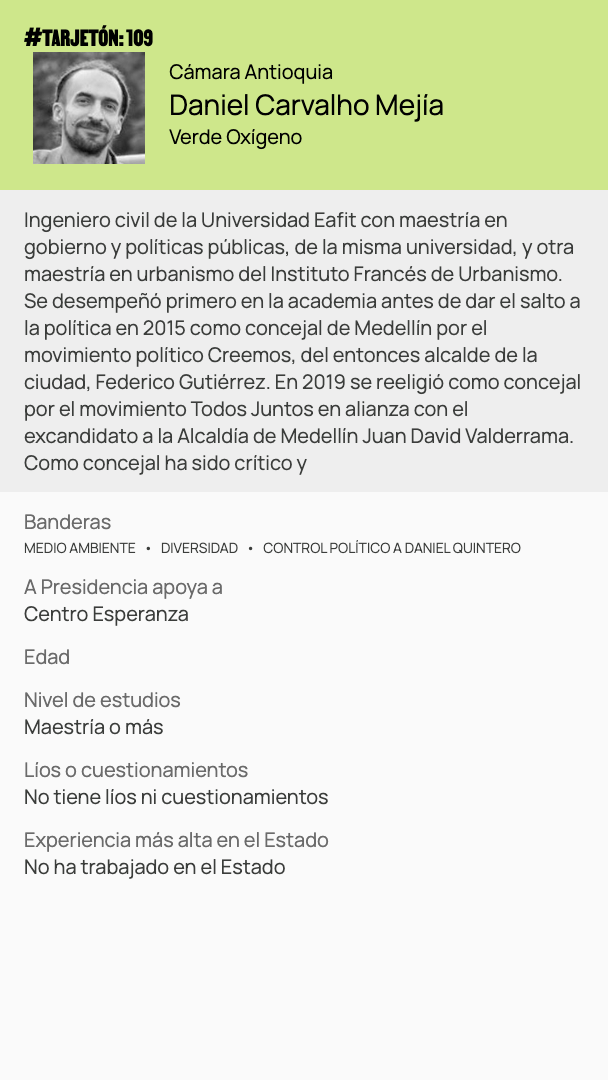 #TARJETÓN: 109
Cámara Antioquia
Daniel Carvalho Mejía
Verde Oxígeno
Ingeniero civil de la Universidad Eafit con maestría en
gobierno y políticas públicas, de la misma universidad, y otra
maestría en urbanismo del Instituto Francés de Urbanismo.
Se desempeñó primero en la academia antes de dar el salto a
la política en 2015 como concejal de Medellín por el
movimiento político Creemos, del entonces alcalde de la
ciudad, Federico Gutiérrez. En 2019 se reeligió como concejal
por el movimiento Todos Juntos en alianza con el
excandidato a la Alcaldía de Medellín Juan David Valderrama.
Como concejal ha sido crítico y
Banderas
MEDIO AMBIENTE • DIVERSIDAD • CONTROL POLÍTICO A DANIEL QUINTERO
A Presidencia apoya a
Centro Esperanza
Edad
Nivel de estudios
Maestría o más
Líos o cuestionamientos
No tiene líos ni cuestionamientos
Experiencia más alta en el Estado
No ha trabajado en el Estado